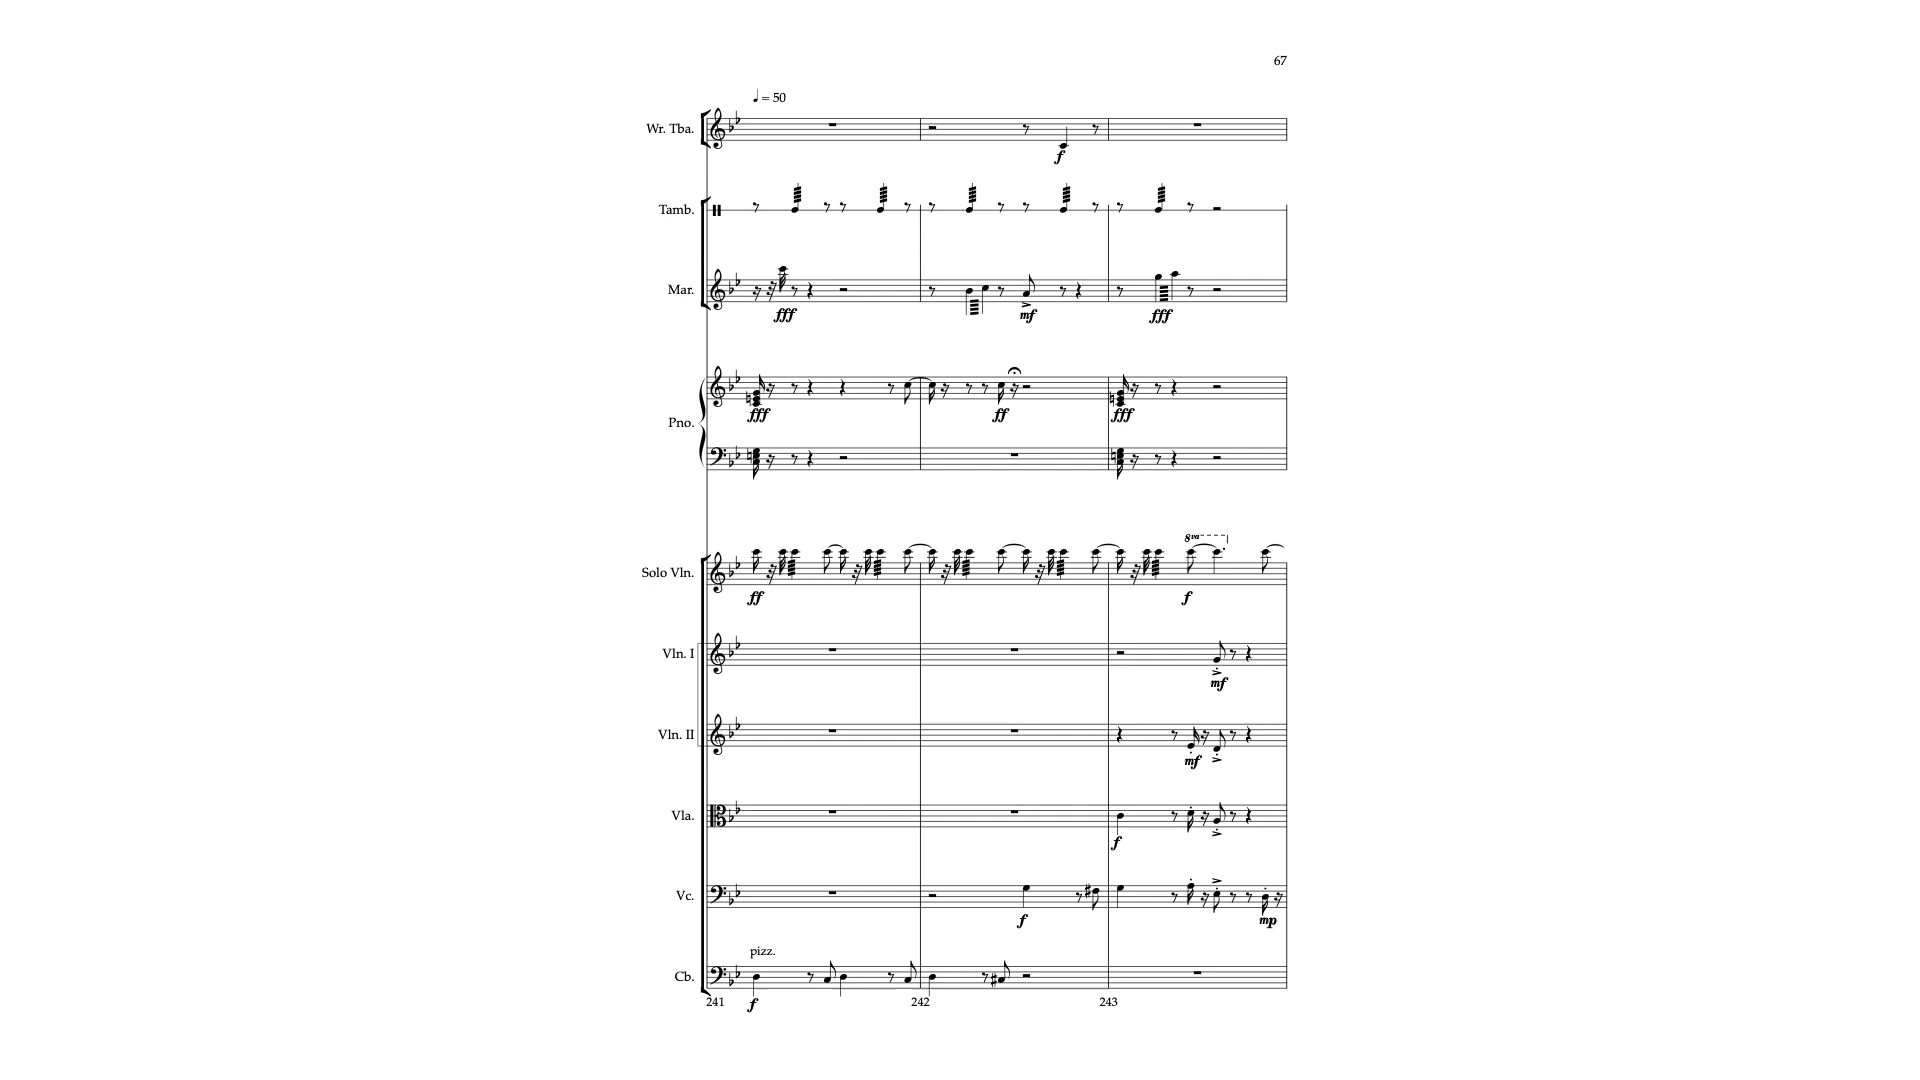 67
♩ = 50
Wr. Tba.
f
Tamb.
Mar.
fff mf fff
Pno.
fff ff fff
8va
Solo Vln.
ff f
Vln. I
mf
Vln. II
mf
Vla.
f
Vc.
f mp
pizz.
Cb.
f
241 242 243